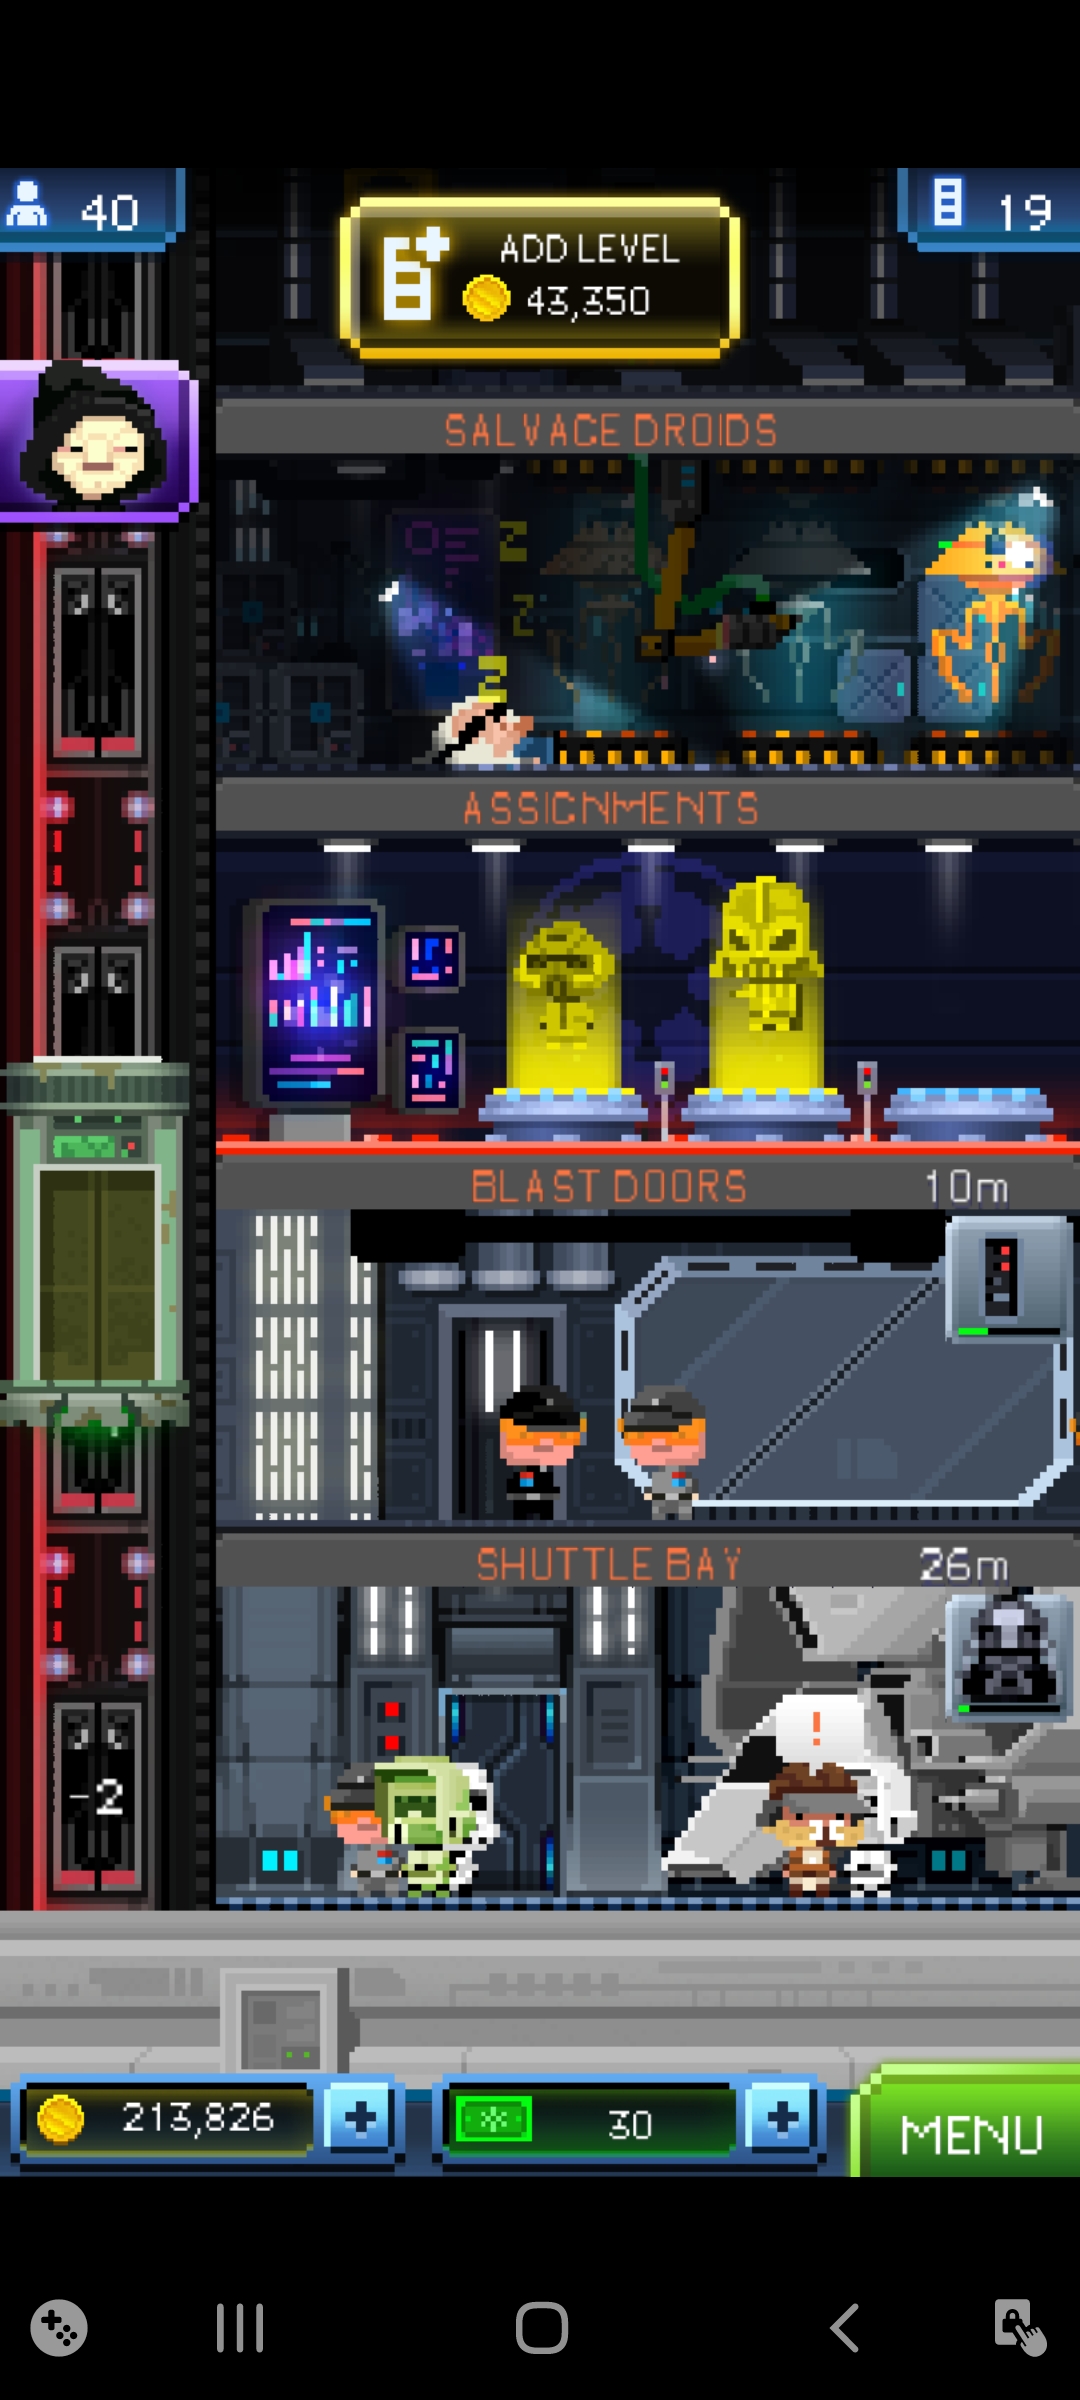 40
ADD LEVEL
43,350
19
SALVAGE DROIDS
Z
Z
Z
ASSIGNMENTS
BLAST DOORS 10m
SHUTTLE BAY 26m
!
-2
213,826
30
MENU